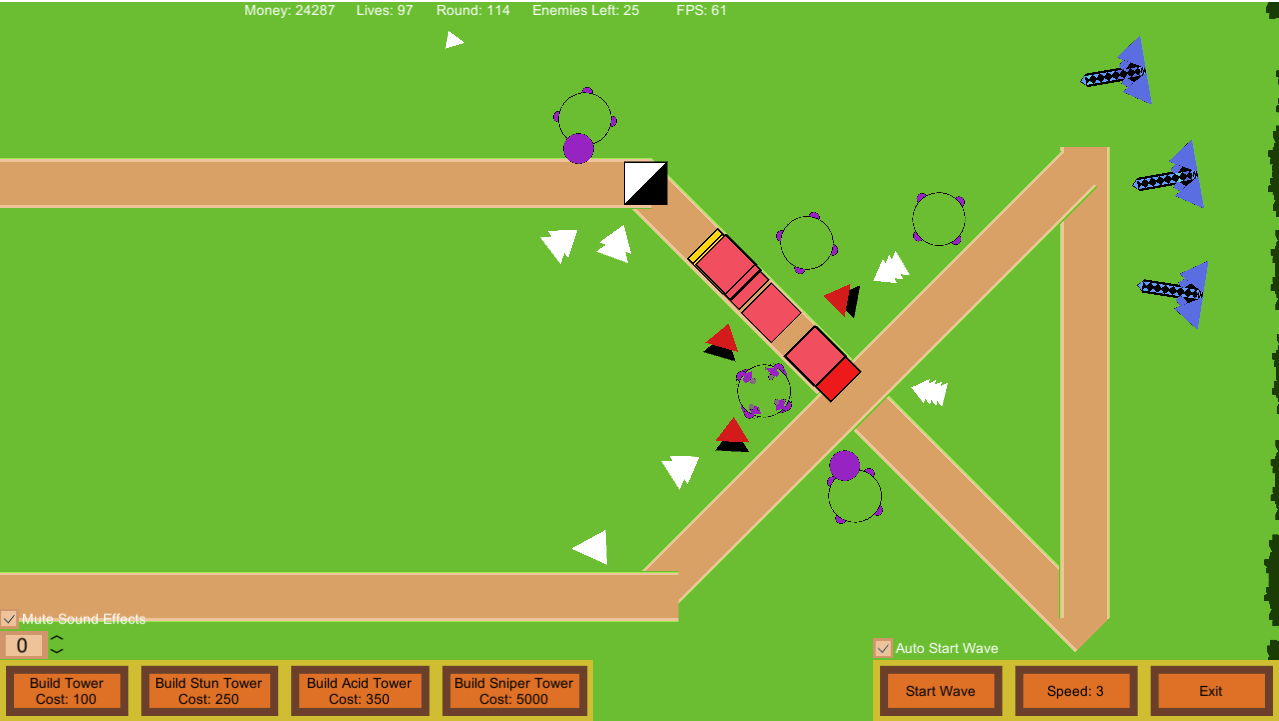 Money: 24287 Lives: 97 Round: 114 Enemies Left: 25 FPS: 61
Mute Sound Effects
0
Auto Start Wave
Build Tower
Cost: 100
Build Stun Tower
Cost: 250
Build Acid Tower
Cost: 350
Build Sniper Tower
Cost: 5000
Start Wave
Speed: 3
Exit